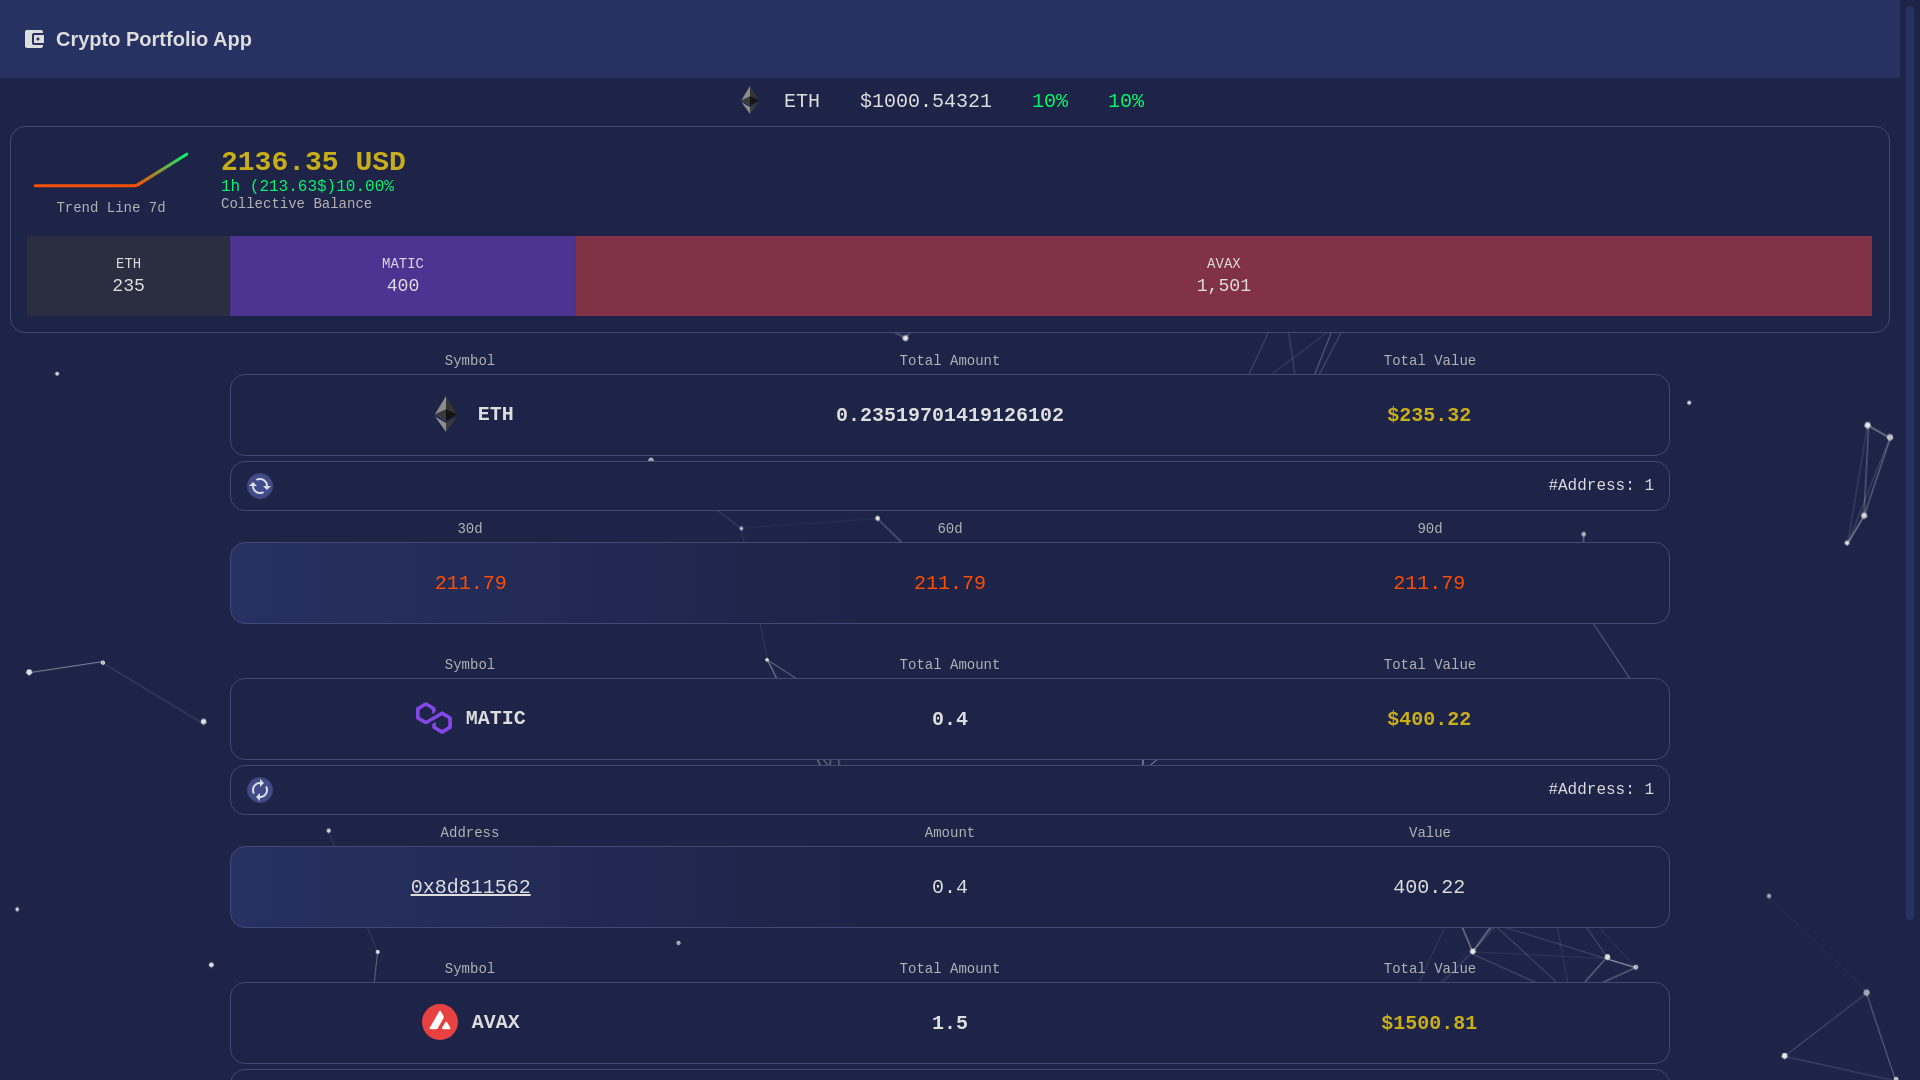 Crypto Portfolio App
ETH $1000.54321 10% 10%
2136.35 USD
1h (213.63$)10.00%
Collective Balance
Trend Line 7d
ETH MATIC AVAX
235 400 1,501
Symbol Total Amount Total Value
ETH 0.23519701419126102 $235.32
#Address: 1
30d 60d 90d
211.79 211.79 211.79
Symbol Total Amount Total Value
MATIC 0.4 $400.22
#Address: 1
Address Amount Value
0x8d811562 0.4 400.22
Symbol Total Amount Total Value
AVAX 1.5 $1500.81